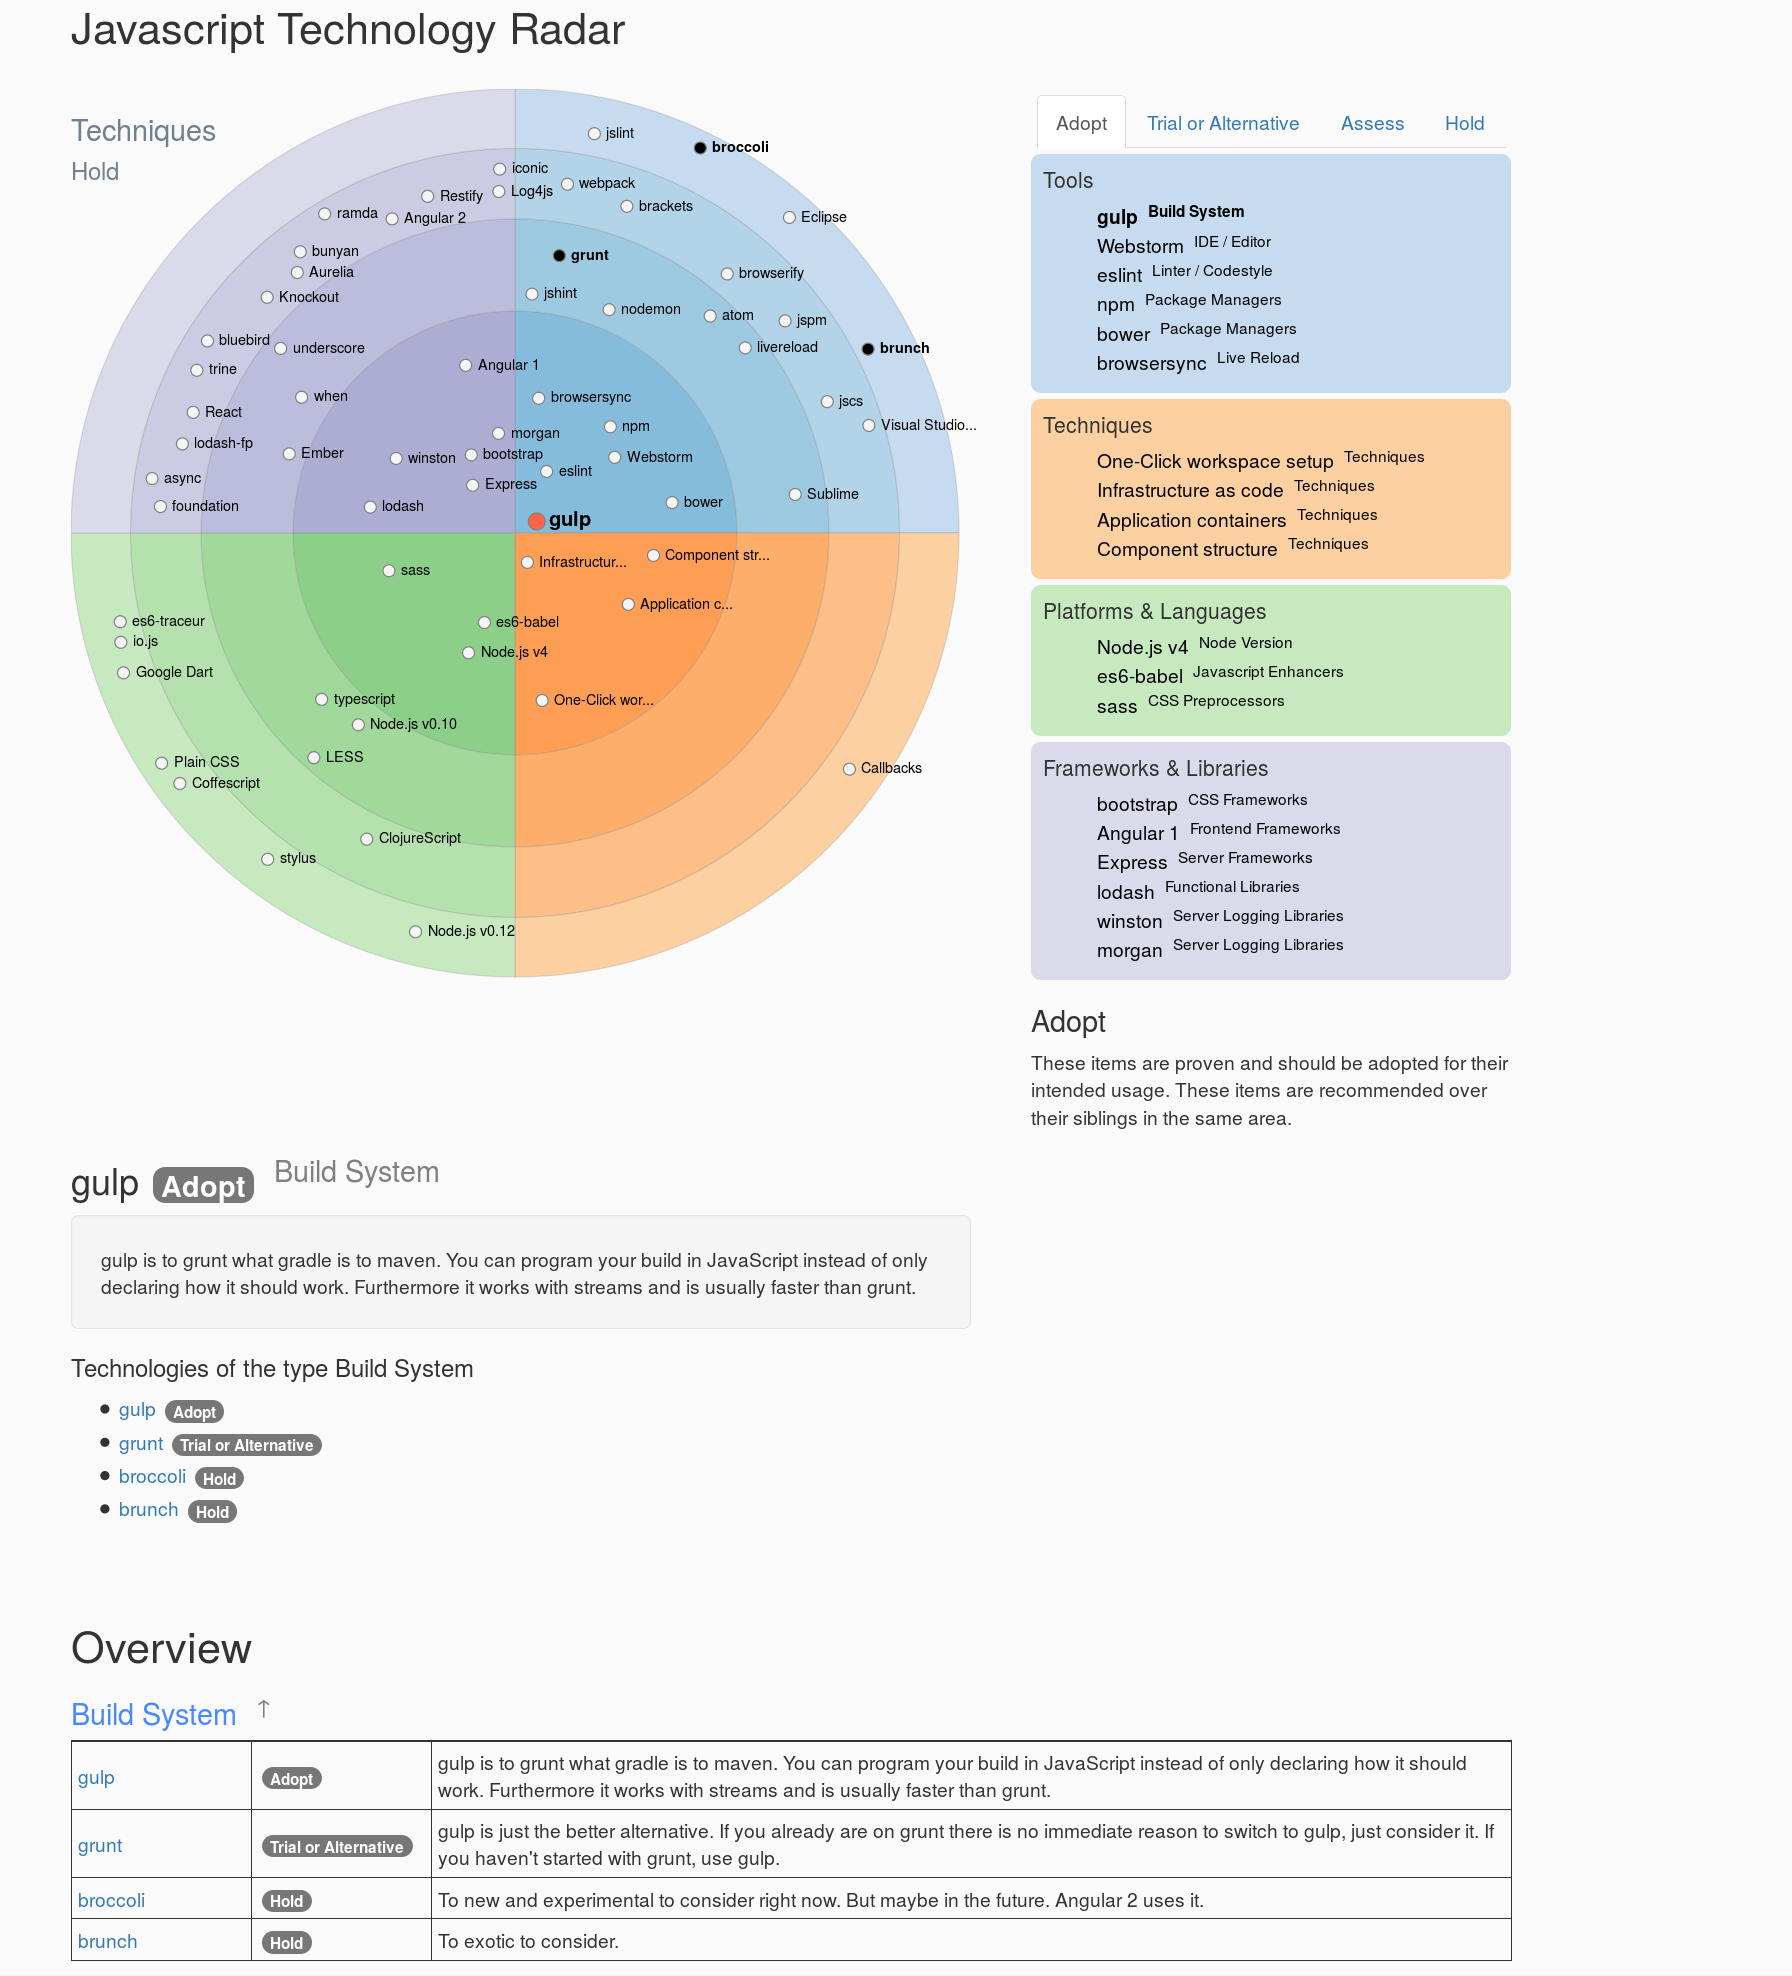 Javascript Technology Radar
Techniques
Hold
jslint
broccoli
iconic
webpack
Restify
Log4js
brackets
ramda
Angular 2
Eclipse
bunyan
grunt
Aurelia
browserify
Knockout
jshint
nodemon
atom
jspm
bluebird
underscore
livereload
brunch
trine
Angular 1
when
browsersync
jscs
React
npm
Visual Studio...
lodash-fp
Ember
morgan
winston
bootstrap
Webstorm
async
eslint
Express
Sublime
foundation
lodash
bower
gulp
sass
Infrastructur...
Component str...
Application c...
es6-traceur
es6-babel
io.js
Node.js v4
Google Dart
typescript
One-Click wor...
Node.js v0.10
Plain CSS
LESS
Callbacks
Coffescript
ClojureScript
stylus
Node.js v0.12
Adopt Trial or Alternative Assess Hold
Tools
gulp Build System
Webstorm IDE / Editor
eslint Linter / Codestyle
npm Package Managers
bower Package Managers
browsersync Live Reload
Techniques
One-Click workspace setup Techniques
Infrastructure as code Techniques
Application containers Techniques
Component structure Techniques
Platforms & Languages
Node.js v4 Node Version
es6-babel Javascript Enhancers
sass CSS Preprocessors
Frameworks & Libraries
bootstrap CSS Frameworks
Angular 1 Frontend Frameworks
Express Server Frameworks
lodash Functional Libraries
winston Server Logging Libraries
morgan Server Logging Libraries
Adopt
These items are proven and should be adopted for their
intended usage. These items are recommended over
their siblings in the same area.
gulp Adopt Build System
gulp is to grunt what gradle is to maven. You can program your build in JavaScript instead of only
declaring how it should work. Furthermore it works with streams and is usually faster than grunt.
Technologies of the type Build System
● gulp Adopt
● grunt Trial or Alternative
● broccoli Hold
● brunch Hold
Overview
Build System ↑
gulp Adopt gulp is to grunt what gradle is to maven. You can program your build in JavaScript instead of only declaring how it should
work. Furthermore it works with streams and is usually faster than grunt.
grunt Trial or Alternative gulp is just the better alternative. If you already are on grunt there is no immediate reason to switch to gulp, just consider it. If
you haven't started with grunt, use gulp.
broccoli Hold To new and experimental to consider right now. But maybe in the future. Angular 2 uses it.
brunch Hold To exotic to consider.